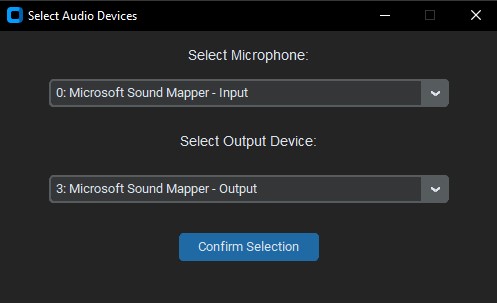 Select Audio Devices
Select Microphone:
0: Microsoft Sound Mapper - Input
Select Output Device:
3: Microsoft Sound Mapper - Output
Confirm Selection